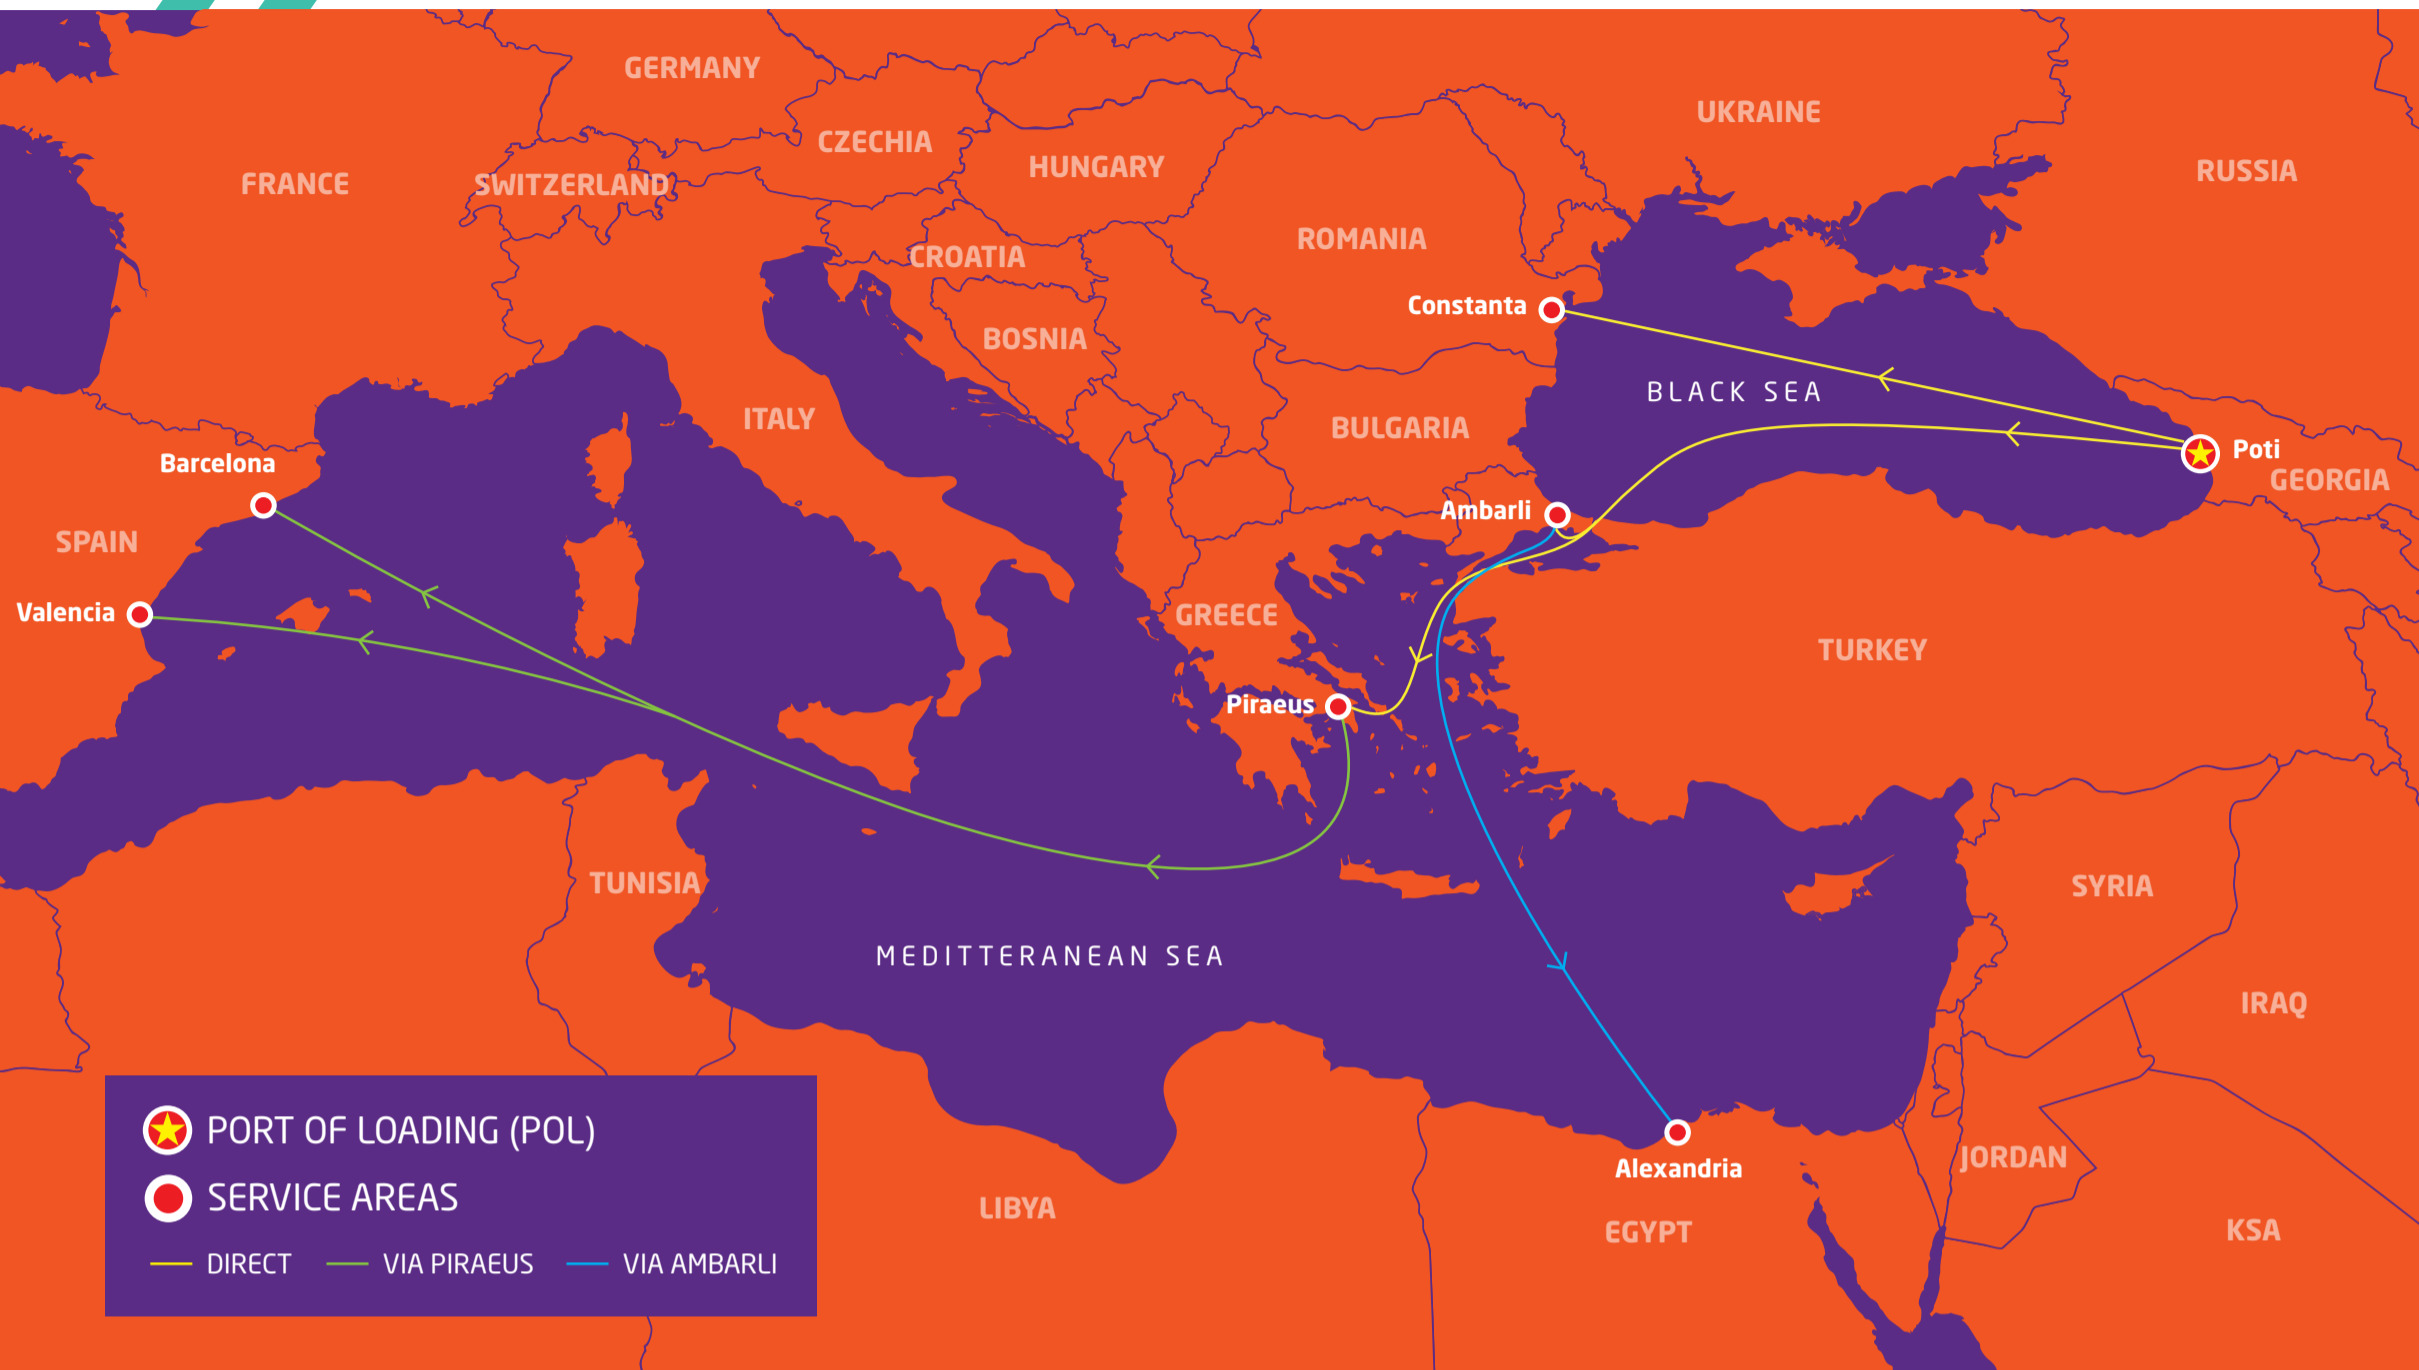 GERMANY
UKRAINE
CZECHIA
HUNGARY
RUSSIA
FRANCE
SWITZERLAND
ROMANIA
CROATIA
Constanta
BOSNIA
BLACK SEA
ITALY
BULGARIA
Poti
Barcelona
GEORGIA
Ambarli
SPAIN
Valencia
GREECE
TURKEY
Piraeus
TUNISIA
SYRIA
MEDITTERANEAN SEA
IRAQ
PORT OF LOADING (POL)
JORDAN
Alexandria
SERVICE AREAS
LIBYA
EGYPT
KSA
DIRECT VIA PIRAEUS VIA AMBARLI